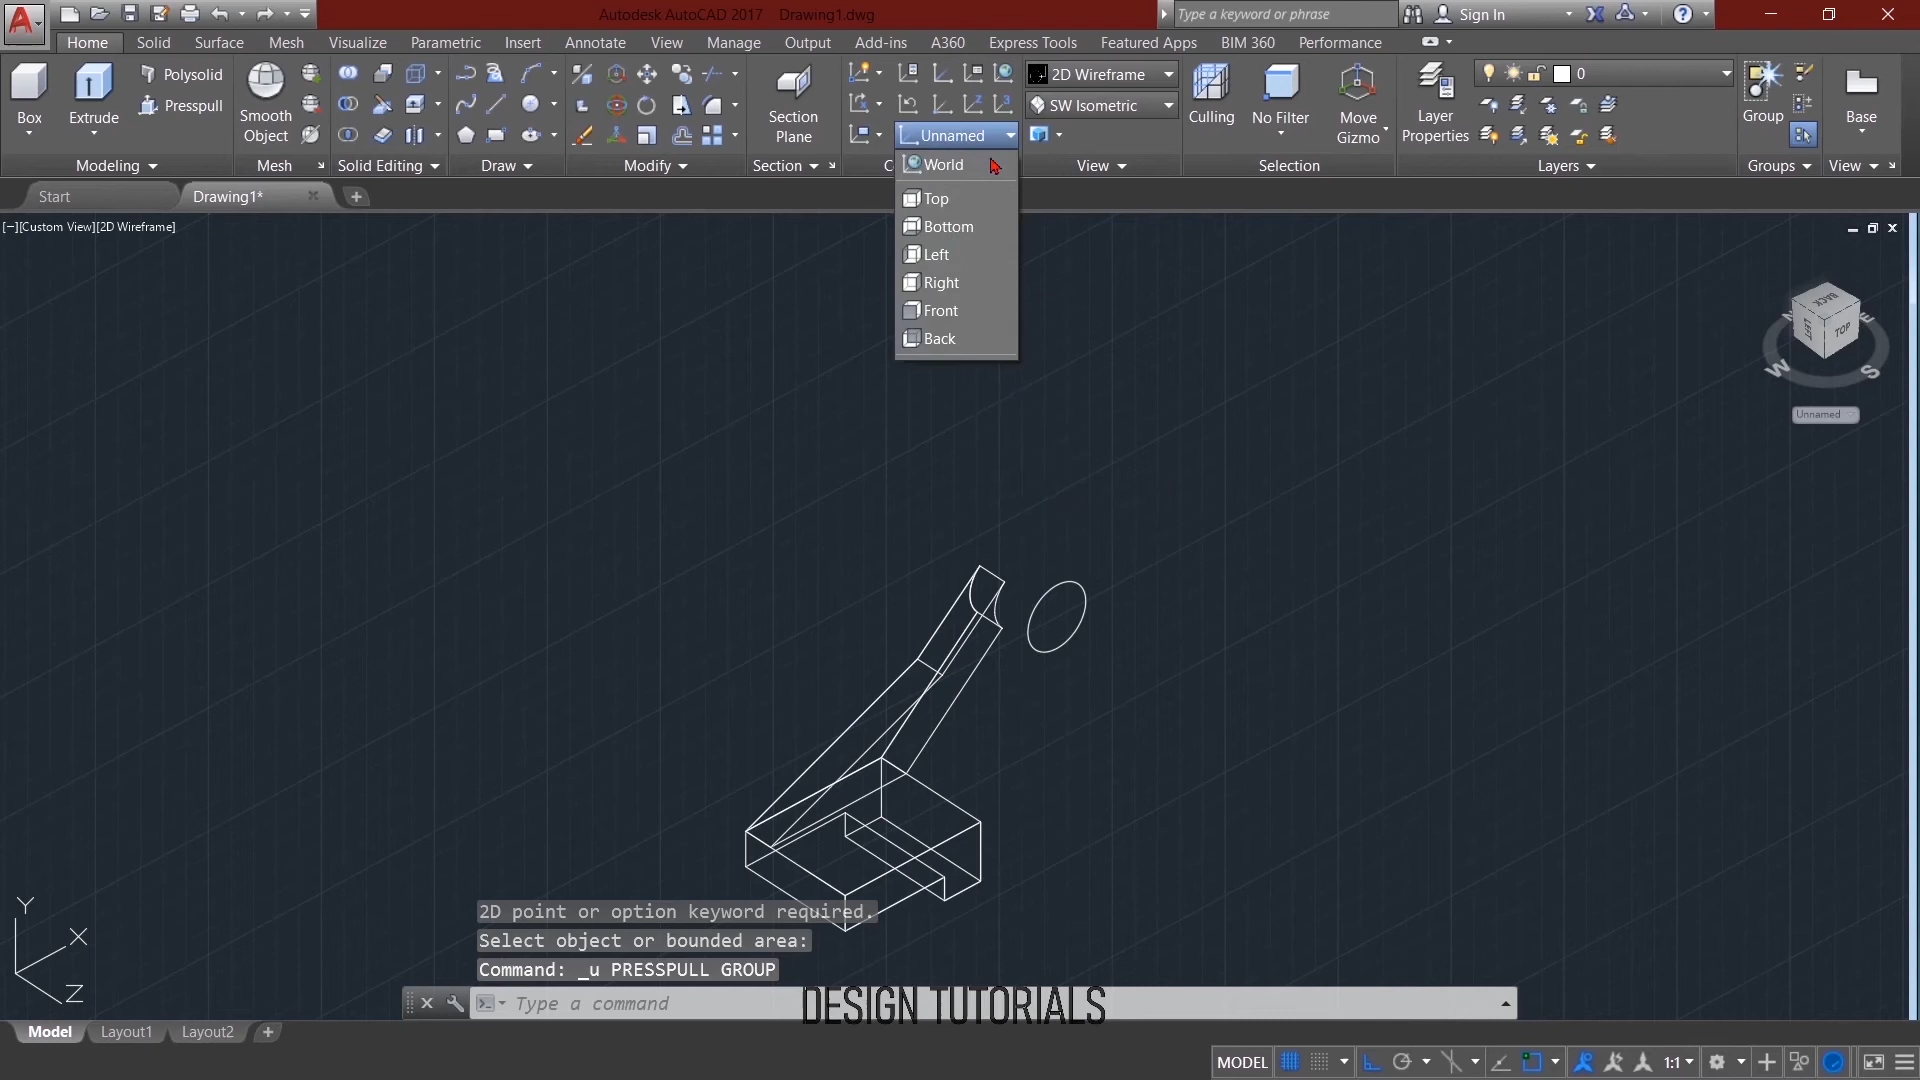 Autodesk AutoCAD 2017 Drawing1.dwg
Type a keyword or phrase
Sign In
Home Solid Surface Mesh Visualize Parametric Insert Annotate View Manage Output Add-ins A360 Express Tools Featured Apps BIM 360 Performance
Box
Extrude
Polysolid
Presspull
Smooth
Object
Section
Plane
Unnamed
2D Wireframe
SW Isometric
Culling
No Filter
Move
Gizmo
Layer
Properties
0
Group
Base
Modeling
Mesh
Solid Editing
Draw
Modify
Section
C
View
Selection
Layers
Groups
View
World
Top
Bottom
Left
Right
Front
Back
Start
Drawing1*
[−][Custom View][2D Wireframe]
BACK
LEFT
TOP
N
E
W
S
Unnamed
Y
X
Z
2D point or option keyword required.
Select object or bounded area:
Command: _u PRESSPULL GROUP
Type a command
DESIGN TUTORIALS
Model
Layout1
Layout2
MODEL
1:1